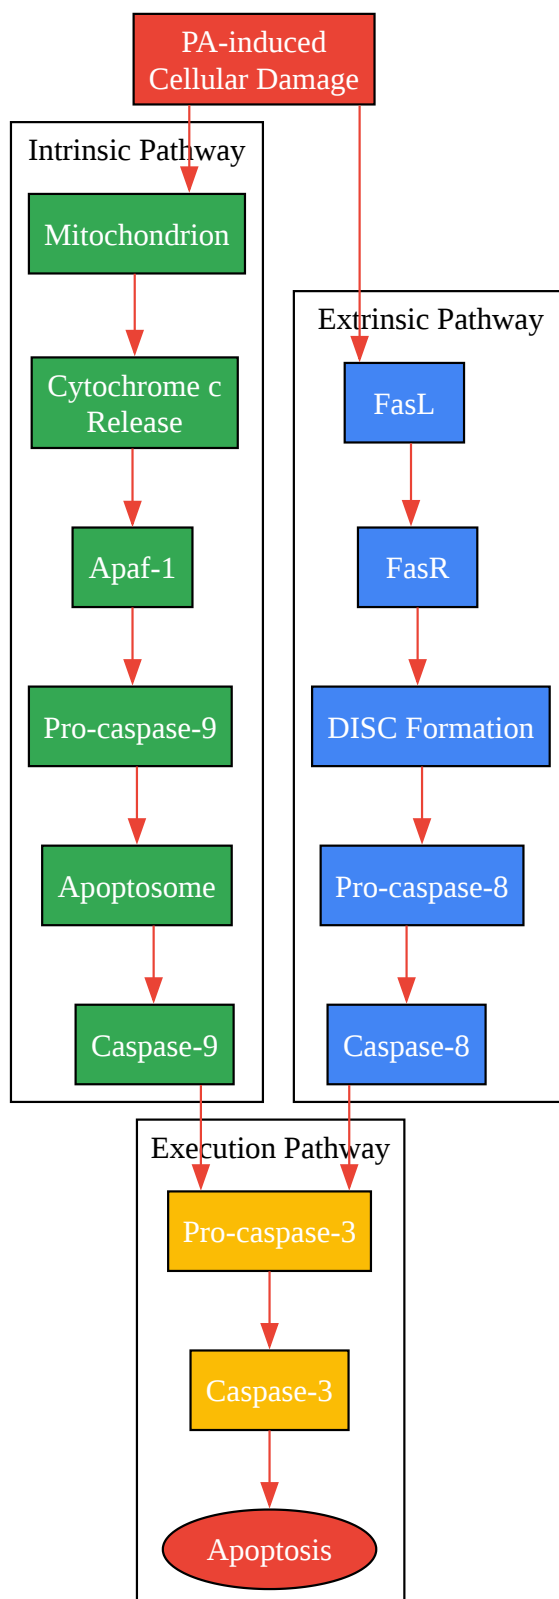 PA-induced
Cellular Damage
Intrinsic Pathway
Mitochondrion
Cytochrome c
Release
Apaf-1
Pro-caspase-9
Apoptosome
Caspase-9
Extrinsic Pathway
FasL
FasR
DISC Formation
Pro-caspase-8
Caspase-8
Execution Pathway
Pro-caspase-3
Caspase-3
Apoptosis